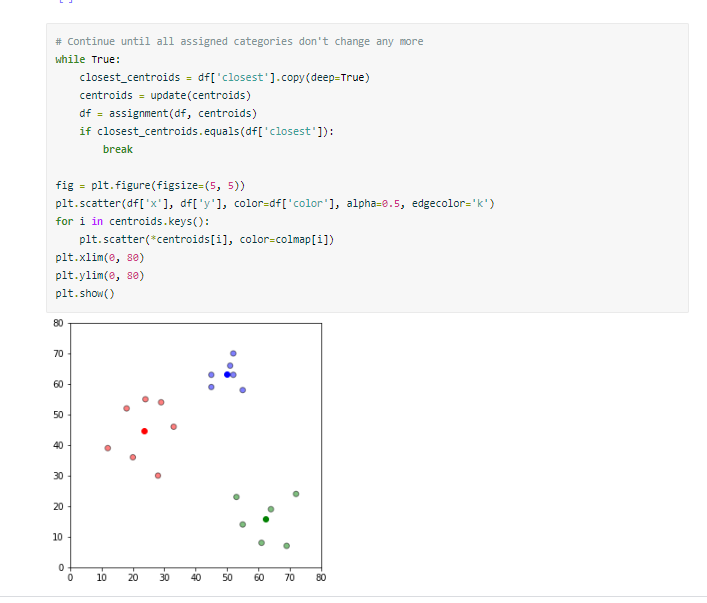 # Continue until all assigned categories don't change any more
while True:
    closest_centroids = df['closest'].copy(deep=True)
    centroids = update(centroids)
    df = assignment(df, centroids)
    if closest_centroids.equals(df['closest']):
        break
fig = plt.figure(figsize=(5, 5))
plt.scatter(df['x'], df['y'], color=df['color'], alpha=0.5, edgecolor='k')
for i in centroids.keys():
    plt.scatter(*centroids[i], color=colmap[i])
plt.xlim(0, 80)
plt.ylim(0, 80)
plt.show()
80
70
60
50
40
30
20
10
0
0 10 20 30 40 50 60 70 80